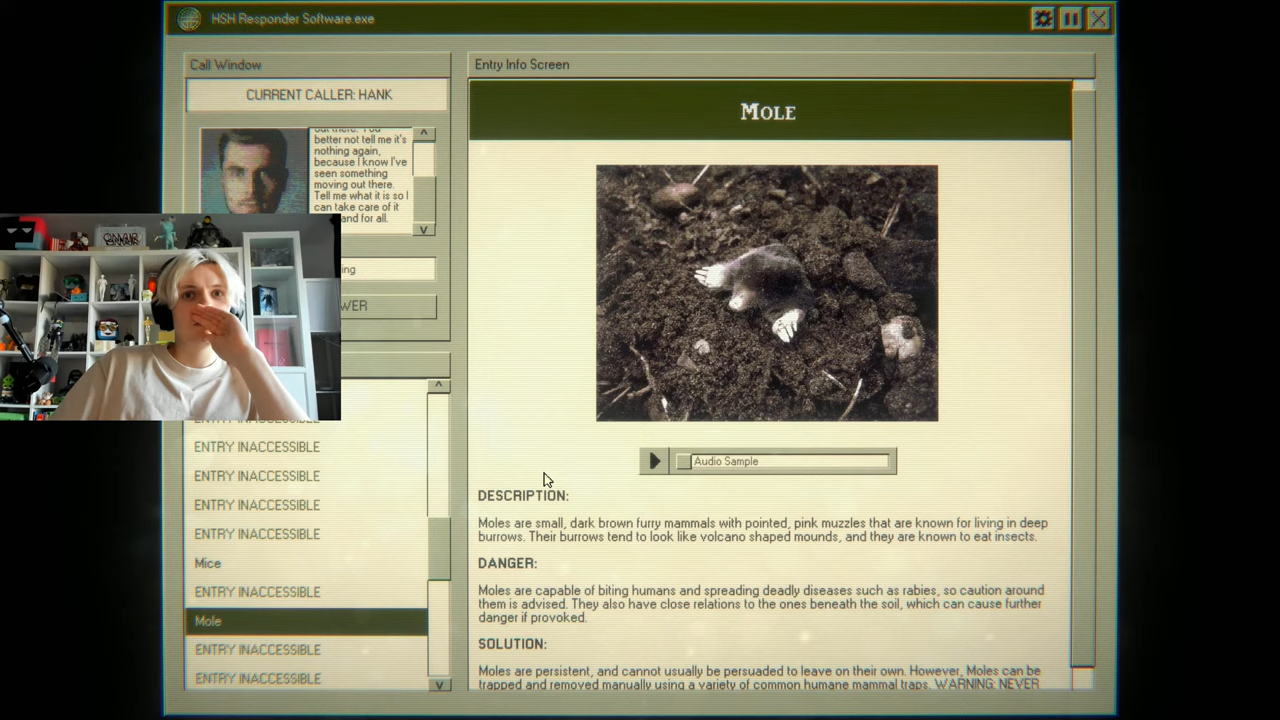 HSH Responder Software.exe
Call Window
CURRENT CALLER: HANK
out there. You
better not tell me it's
nothing again,
because I know I've
seen something
moving out there.
Tell me what it is so I
can take care of it
and for all.
Entry Info Screen
MOLE
Audio Sample
DESCRIPTION:
Moles are small, dark brown furry mammals with pointed, pink muzzles that are known for living in deep
burrows. Their burrows tend to look like volcano shaped mounds, and they are known to eat insects.
DANGER:
Moles are capable of biting humans and spreading deadly diseases such as rabies, so caution around
them is advised. They also have close relations to the ones beneath the soil, which can cause further
danger if provoked.
SOLUTION:
Moles are persistent, and cannot usually be persuaded to leave on their own. However, Moles can be
trapped and removed manually using a variety of common humane mammal traps. WARNING: NEVER
ENTRY INACCESSIBLE
ENTRY INACCESSIBLE
ENTRY INACCESSIBLE
ENTRY INACCESSIBLE
ENTRY INACCESSIBLE
Mice
ENTRY INACCESSIBLE
Mole
ENTRY INACCESSIBLE
ENTRY INACCESSIBLE